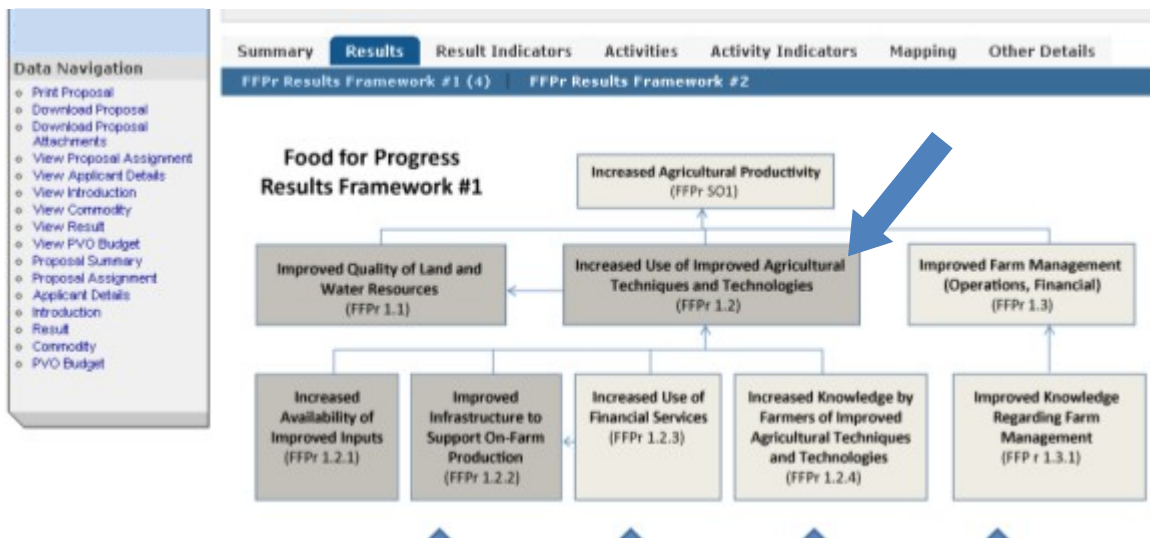 Summary Results Result Indicators Activities Activity Indicators Mapping Other Details
FFPr Results Framework #1 (4) FFPr Results Framework #2
Data Navigation
Print Proposal
Download Proposal
Download Proposal
Attachments
View Proposal Assignment
View Applicant Details
View Introduction
View Commodity
View Result
View PVO Budget
Proposal Summary
Proposal Assignment
Applicant Details
Introduction
Result
Commodity
PVO Budget
Food for Progress
Results Framework #1
Increased Agricultural Productivity
(FFPr SO1)
Improved Quality of Land and
Water Resources
(FFPr 1.1)
Increased Use of Improved Agricultural
Techniques and Technologies
(FFPr 1.2)
Improved Farm Management
(Operations, Financial)
(FFPr 1.3)
Increased
Availability of
Improved Inputs
(FFPr 1.2.1)
Improved
Infrastructure to
Support On-Farm
Production
(FFPr 1.2.2)
Increased Use of
Financial Services
(FFPr 1.2.3)
Increased Knowledge by
Farmers of Improved
Agricultural Techniques
and Technologies
(FFPr 1.2.4)
Improved Knowledge
Regarding Farm
Management
(FFP r 1.3.1)